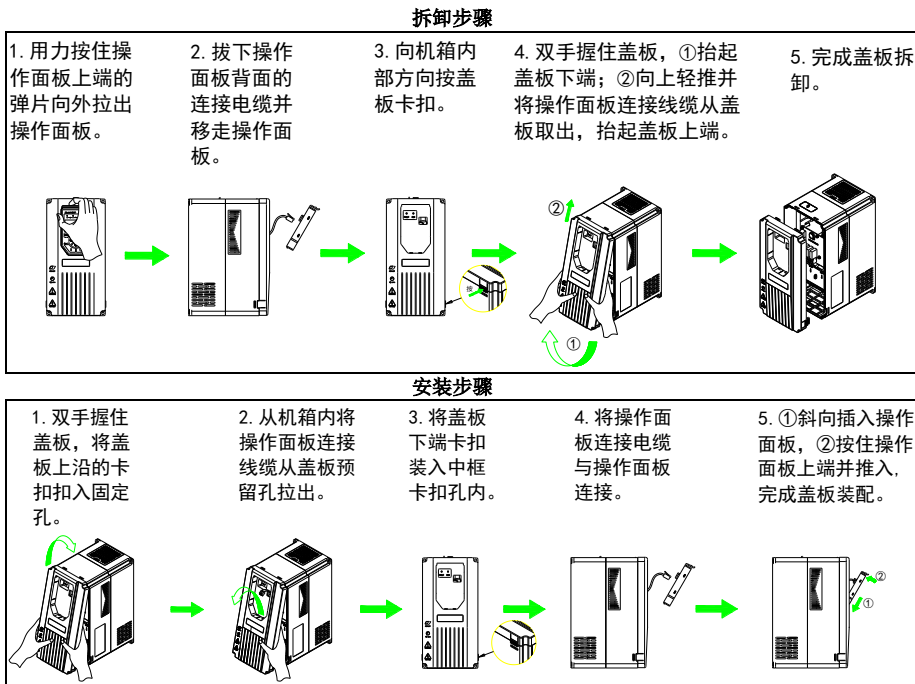 拆卸步骤
1. 用力按住操
作面板上端的
弹片向外拉出
操作面板。
2. 拔下操作
面板背面的
连接电缆并
移走操作面
板。
3. 向机箱内
部方向按盖
板卡扣。
4. 双手握住盖板，①抬起
盖板下端；②向上轻推并
将操作面板连接线缆从盖
板取出，抬起盖板上端。
5. 完成盖板拆
卸。
按
②
①
安装步骤
1. 双手握住
盖板，将盖
板上沿的卡
扣扣入固定
孔。
2. 从机箱内将
操作面板连接
线缆从盖板预
留孔拉出。
3. 将盖板
下端卡扣
装入中框
卡扣孔内。
4. 将操作面
板连接电缆
与操作面板
连接。
5. ①斜向插入操作
面板，②按住操作
面板上端并推入,
完成盖板装配。
②
①